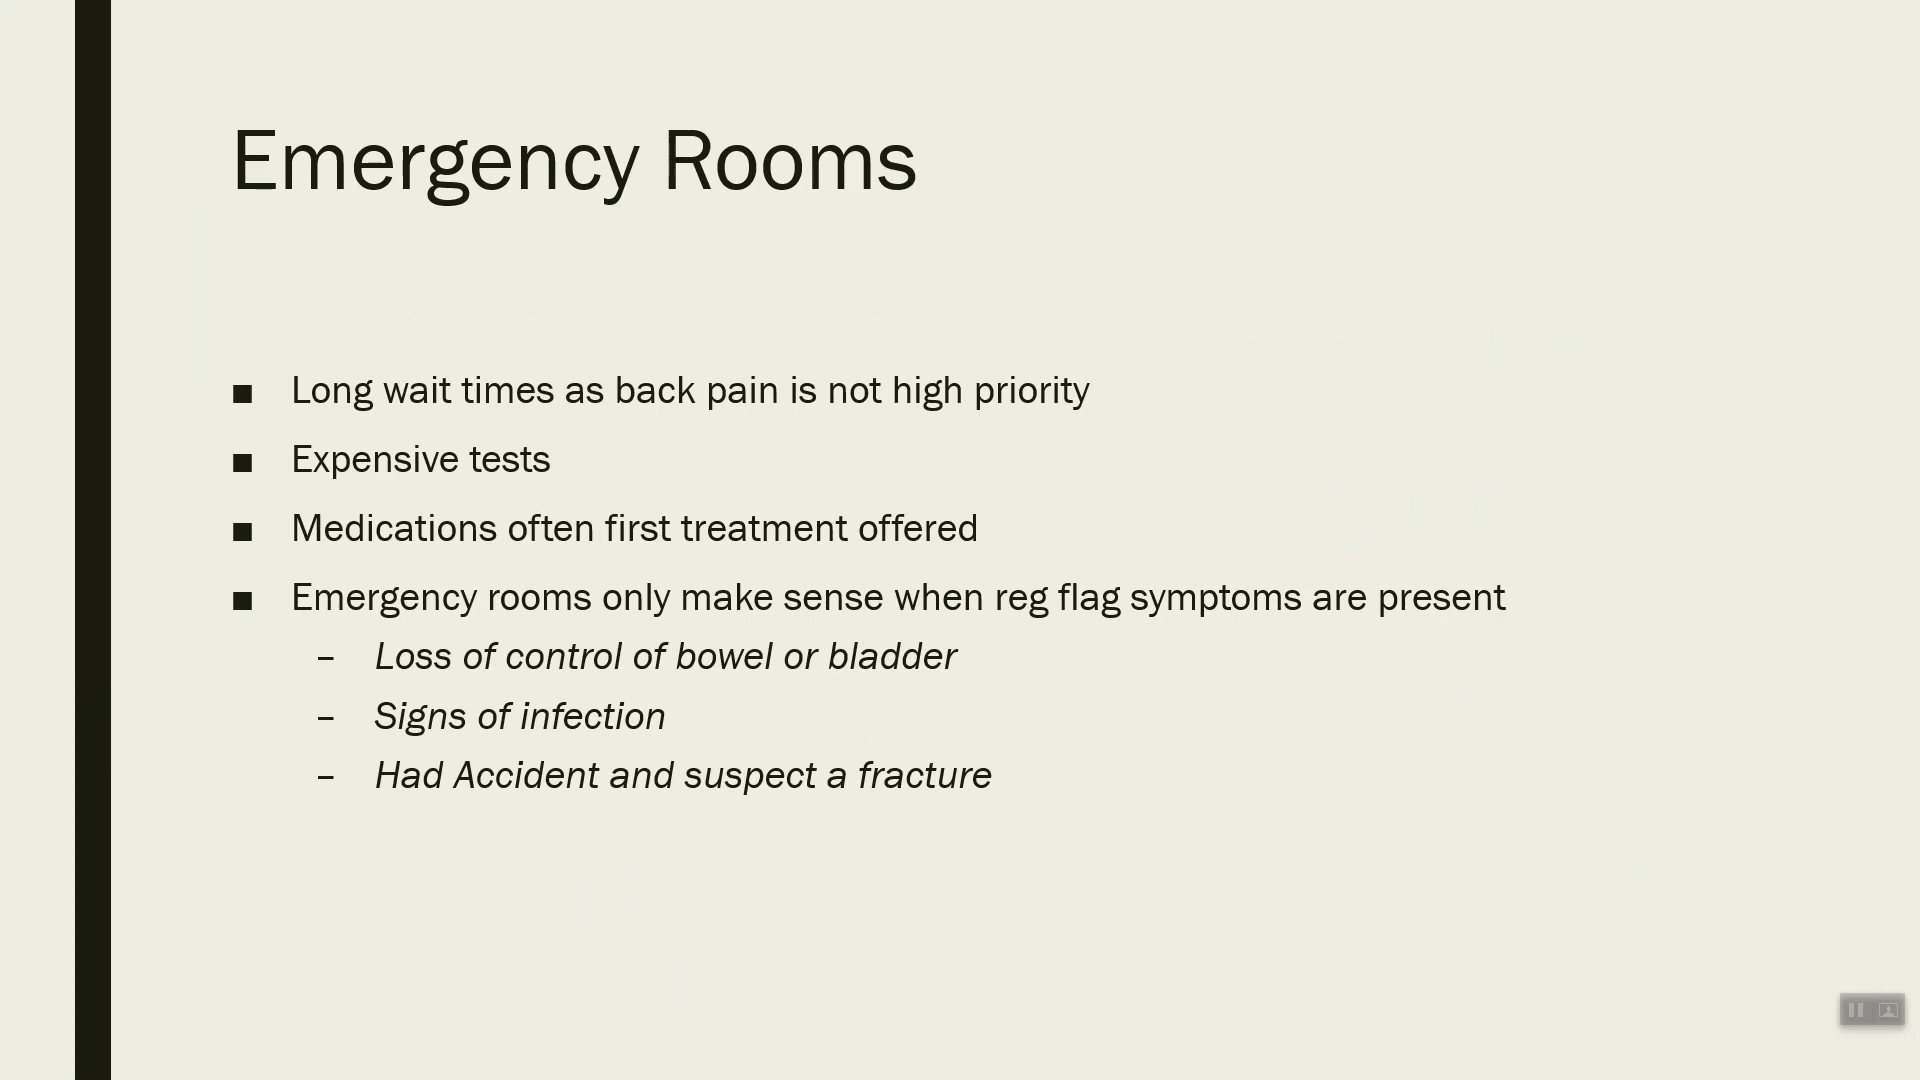 Emergency Rooms
■ Long wait times as back pain is not high priority
■ Expensive tests
■ Medications often first treatment offered
■ Emergency rooms only make sense when reg flag symptoms are present
– Loss of control of bowel or bladder
– Signs of infection
– Had Accident and suspect a fracture